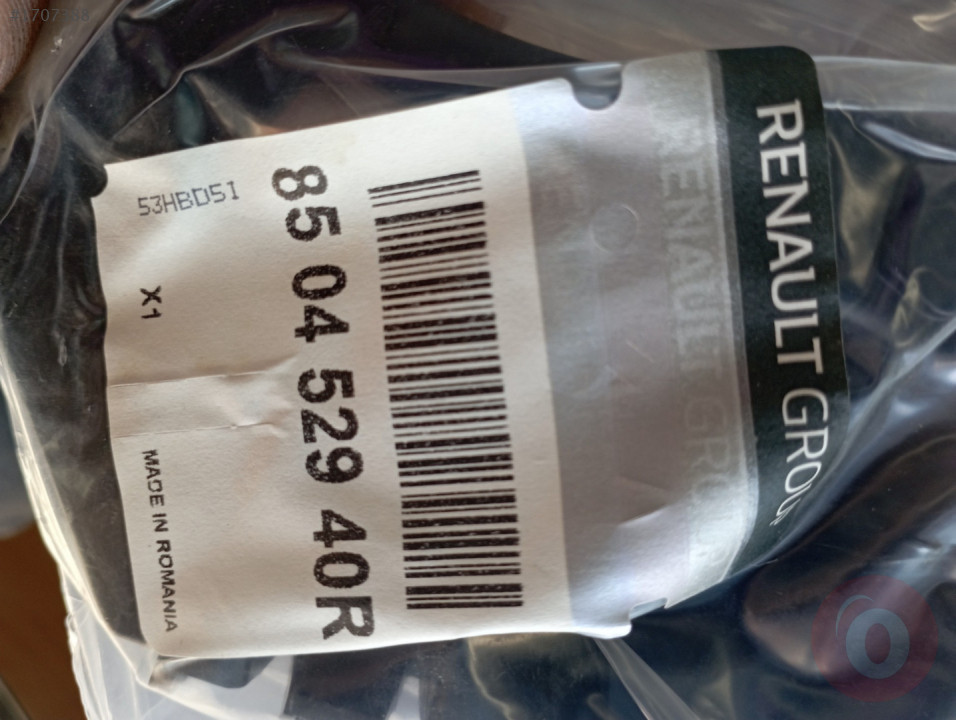 RENAULT GROU
85 04 529 40R
53HBD51
X1
MADE IN ROMANIA